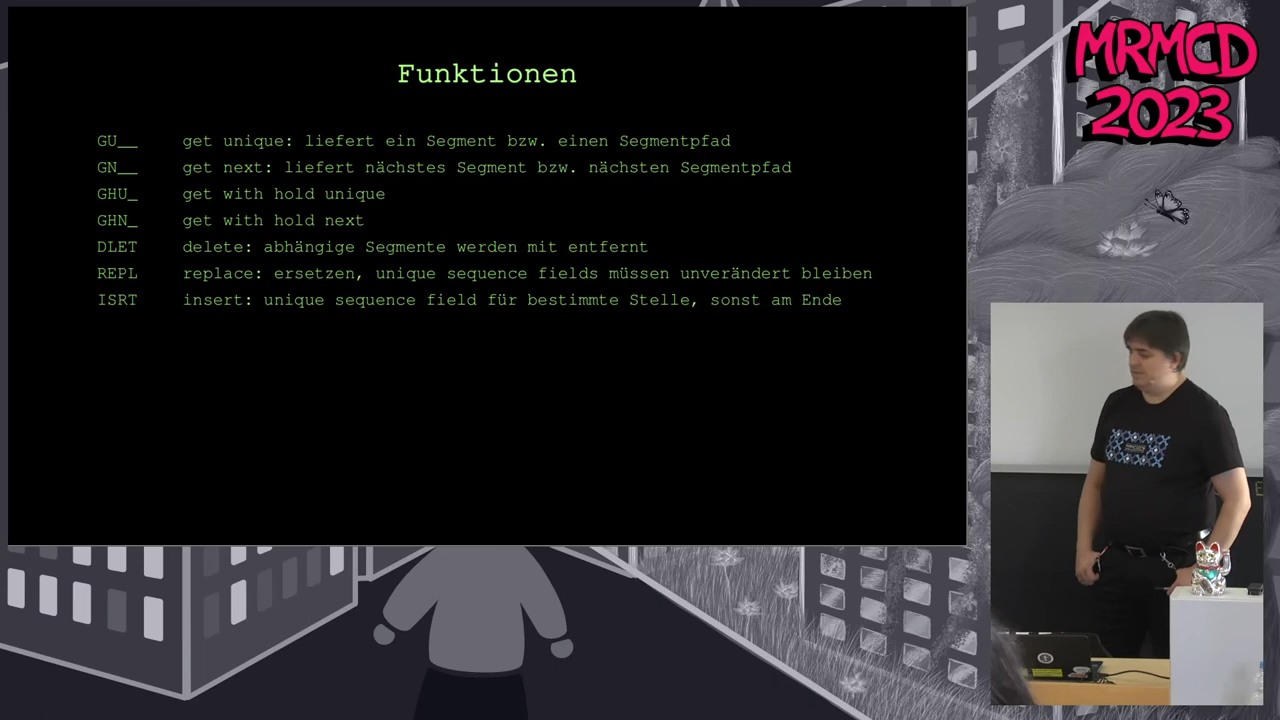 Funktionen
GU__ get unique: liefert ein Segment bzw. einen Segmentpfad
GN__ get next: liefert nächstes Segment bzw. nächsten Segmentpfad
GHU_ get with hold unique
GHN_ get with hold next
DLET delete: abhängige Segmente werden mit entfernt
REPL replace: ersetzen, unique sequence fields müssen unverändert bleiben
ISRT insert: unique sequence field für bestimmte Stelle, sonst am Ende
MRMCD
2023